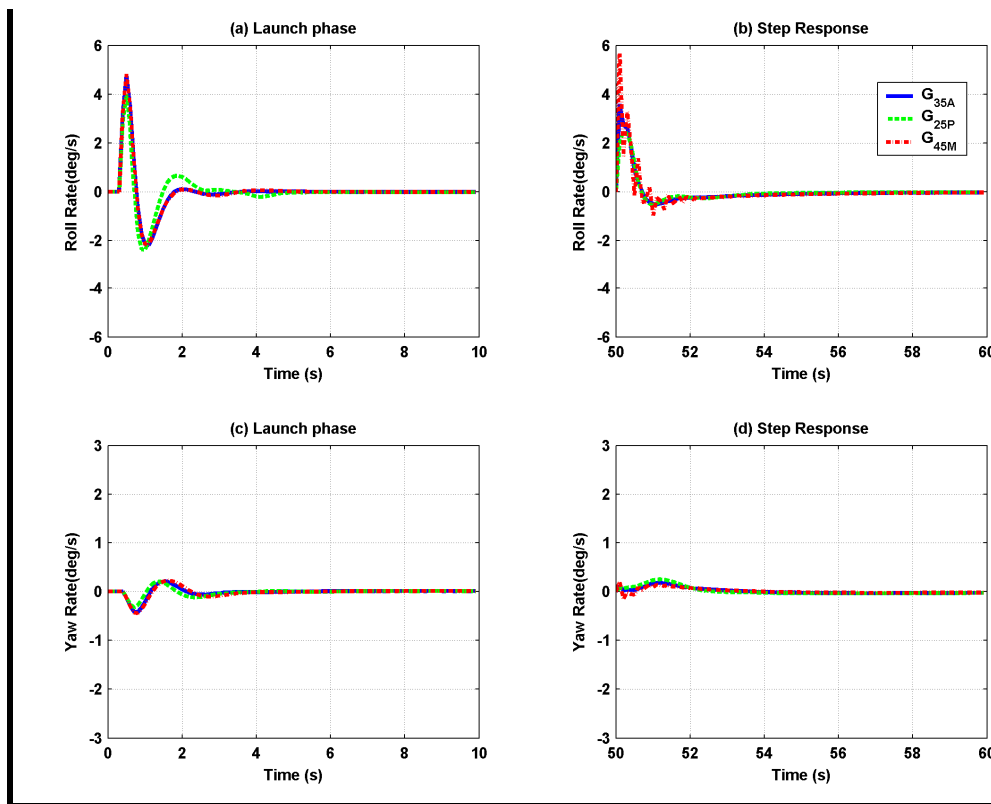 (a) Launch phase
6
4
2
0
-2
-4
-6
Roll Rate(deg/s)
0 2 4 6 8 10
Time (s)
(b) Step Response
6
4
2
0
-2
-4
-6
Roll Rate(deg/s)
G35A
G25P
G45M
50 52 54 56 58 60
Time (s)
(c) Launch phase
3
2
1
0
-1
-2
-3
Yaw Rate(deg/s)
0 2 4 6 8 10
Time (s)
(d) Step Response
3
2
1
0
-1
-2
-3
Yaw Rate(deg/s)
50 52 54 56 58 60
Time (s)